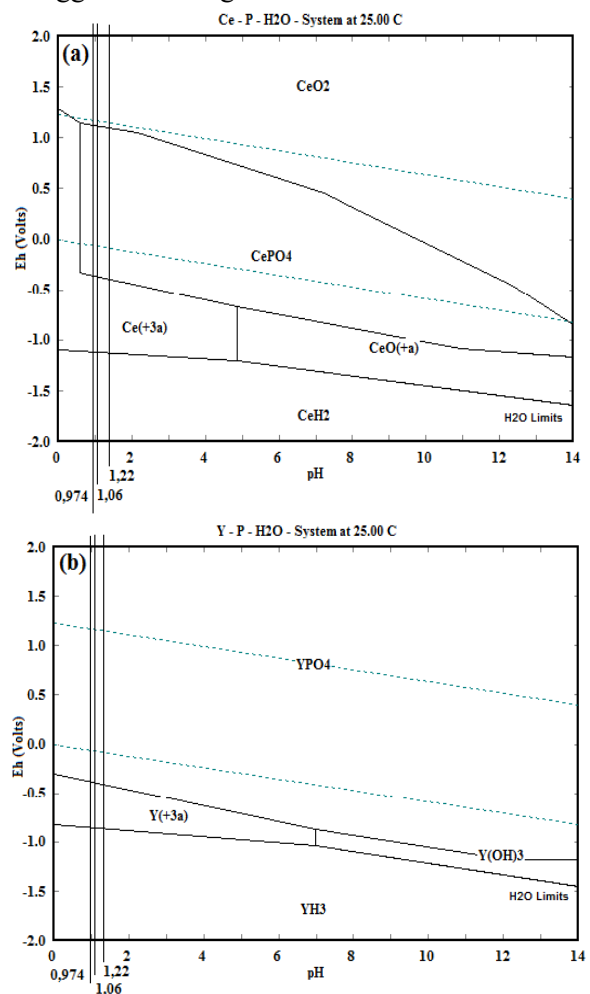 Ce - P - H2O - System at 25.00 C
(a)
2.0
1.5
1.0
0.5
0.0
-0.5
-1.0
-1.5
-2.0
Eh (Volts)
CeO2
CePO4
Ce(+3a)
CeO(+a)
CeH2
H2O Limits
0 2 4 6 8 10 12 14
pH
1,22
0,974 1,06
Y - P - H2O - System at 25.00 C
(b)
2.0
1.5
1.0
0.5
0.0
-0.5
-1.0
-1.5
-2.0
Eh (Volts)
YPO4
Y(+3a)
Y(OH)3
H2O Limits
YH3
0 2 4 6 8 10 12 14
pH
1,22
0,974
1.06